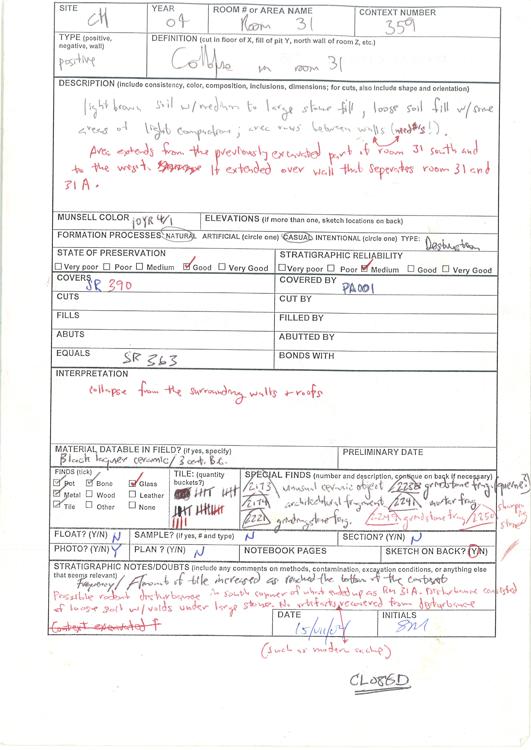 SITE CH YEAR 04 ROOM # OR AREA NAME Room 31 CONTEXT NUMBER 359
TYPE (positive, negative, wall) positive DEFINITION (cut in floor of X, fill of pit Y, north wall of room Z, etc.) Collapse in room 31
DESCRIPTION (include consistency, color, composition, inclusions, dimensions; for cuts, also include shape and orientation)
light brown soil w/medium to large stone fill, loose soil fill w/some
areas of light compaction; area runs between walls (need #s!).
Area extends from the previously excavated part of room 31 south and
to the west. It extended over wall that seperates room 31 and
31A.
MUNSELL COLOR 10YR 4/1 ELEVATIONS (if more than one, sketch locations on back)
FORMATION PROCESSES: NATURAL ARTIFICIAL (circle one) CASUAL INTENTIONAL (circle one) TYPE: Destruction
STATE OF PRESERVATION STRATIGRAPHIC RELIABILITY
Very poor Poor Medium Good Very Good Very poor Poor Medium Good Very Good
COVERS SR 390 COVERED BY PA001
CUTS CUT BY
FILLS FILLED BY
ABUTS ABUTTED BY
EQUALS SR 363 BONDS WITH
INTERPRETATION
collapse from the surrounding walls + roofs
MATERIAL DATABLE IN FIELD? (if yes, specify) PRELIMINARY DATE
Black laquer ceramic/ 3 cent. B.C.
FINDS (tick) TILE: (quantity buckets?) SPECIAL FINDS (number and description, continue on back if necessary)
Pot Bone Glass 2173 unusual ceramic object grindstone frag
Metal Wood Leather 2174 architectural fragment 2241 mortar frag
Tile Other None grindstone frag. grindstone frag 2250
FLOAT? (Y/N) N SAMPLE? (if yes, # and type) N SECTION? (Y/N) N
PHOTO? (Y/N) Y PLAN? (Y/N) N NOTEBOOK PAGES SKETCH ON BACK? (Y/N)
STRATIGRAPHIC NOTES/DOUBTS (include any comments on methods, contamination, excavation conditions, or anything else that seems relevant)
frequency/ Amount of tile increased as reached the bottom of the context
Possible rodent disturbance in south corner of what ended up as Rm 31A. Disturbance consisted
of loose soil w/voids under large stones. No artifacts recovered from disturbance
Context excavated f
DATE 15/VII/04 INITIALS
(such as modern
CL086D